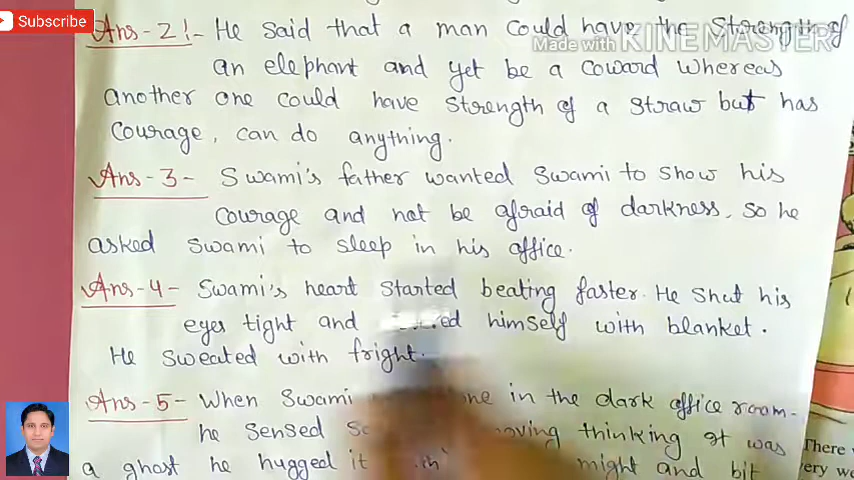 Subscribe
Made with KINEMASTER
Ans-2!- He said that a man could have the strength of
an elephant and yet be a coward whereas
another one could have strength of a straw but has
courage, can do anything.
Ans-3- Swami's father wanted Swami to show his
courage and not be afraid of darkness, so he
asked Swami to sleep in his office.
Ans-4- Swami's heart started beating faster. He shut his
eyes tight and himself with blanket.
He sweated with fright.
Ans-5- When Swami in the dark office room-
he sensed thinking It was
a ghost he hugged it might and bit
There
very we